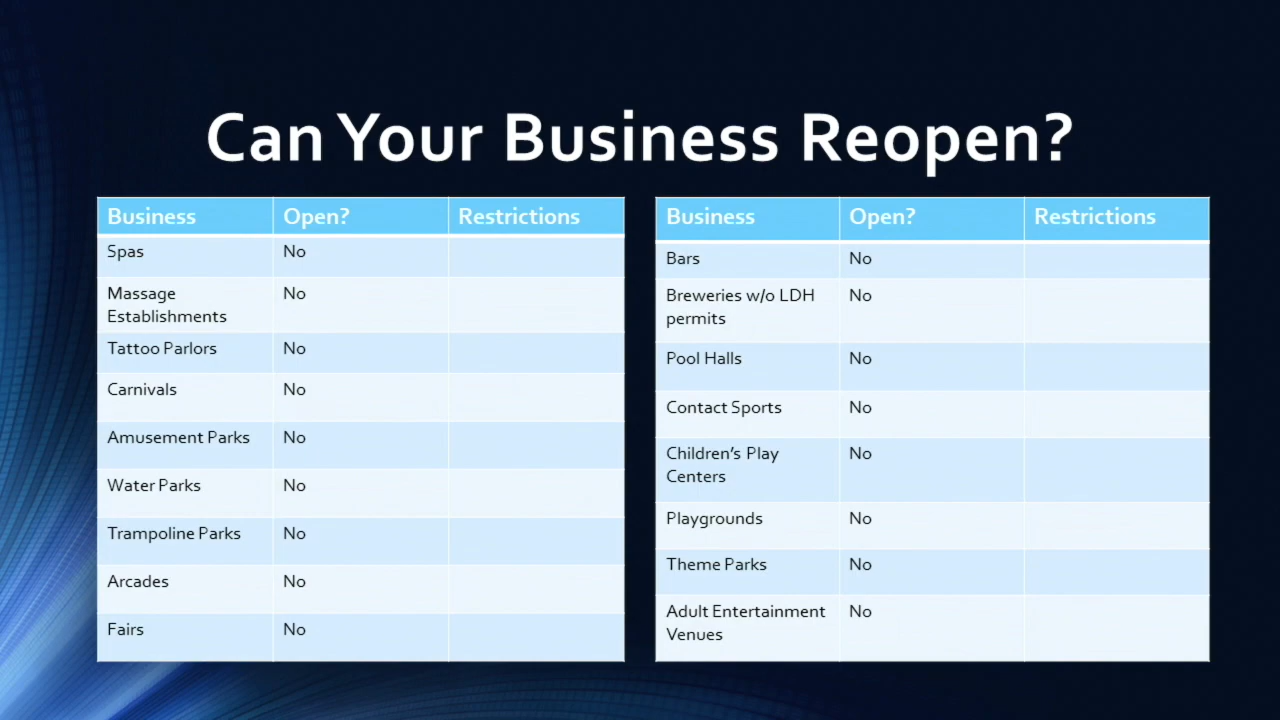 Can Your Business Reopen?
Business Open? Restrictions
Spas No
Massage No
Establishments
Tattoo Parlors No
Carnivals No
Amusement Parks No
Water Parks No
Trampoline Parks No
Arcades No
Fairs No
Business Open? Restrictions
Bars No
Breweries w/o LDH No
permits
Pool Halls No
Contact Sports No
Children’s Play No
Centers
Playgrounds No
Theme Parks No
Adult Entertainment No
Venues